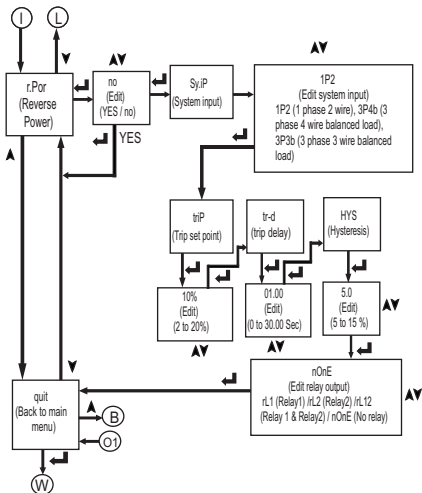 I
L
r.Por
(Reverse
Power)
no
(Edit)
(YES / no)
YES
Sy.iP
(System input)
1P2
(Edit system input)
1P2 (1 phase 2 wire), 3P4b (3
phase 4 wire balanced load),
3P3b (3 phase 3 wire balanced
load)
triP
(Trip set point)
tr-d
(trip delay)
HYS
(Hysteresis)
10%
(Edit)
(2 to 20%)
01.00
(Edit)
(0 to 30.00 Sec)
5.0
(Edit)
(5 to 15 %)
nOnE
(Edit relay output)
rL1 (Relay1) /rL2 (Relay2) /rL12
(Relay 1 & Relay2) / nOnE (No relay)
quit
(Back to main
menu)
B
O1
W